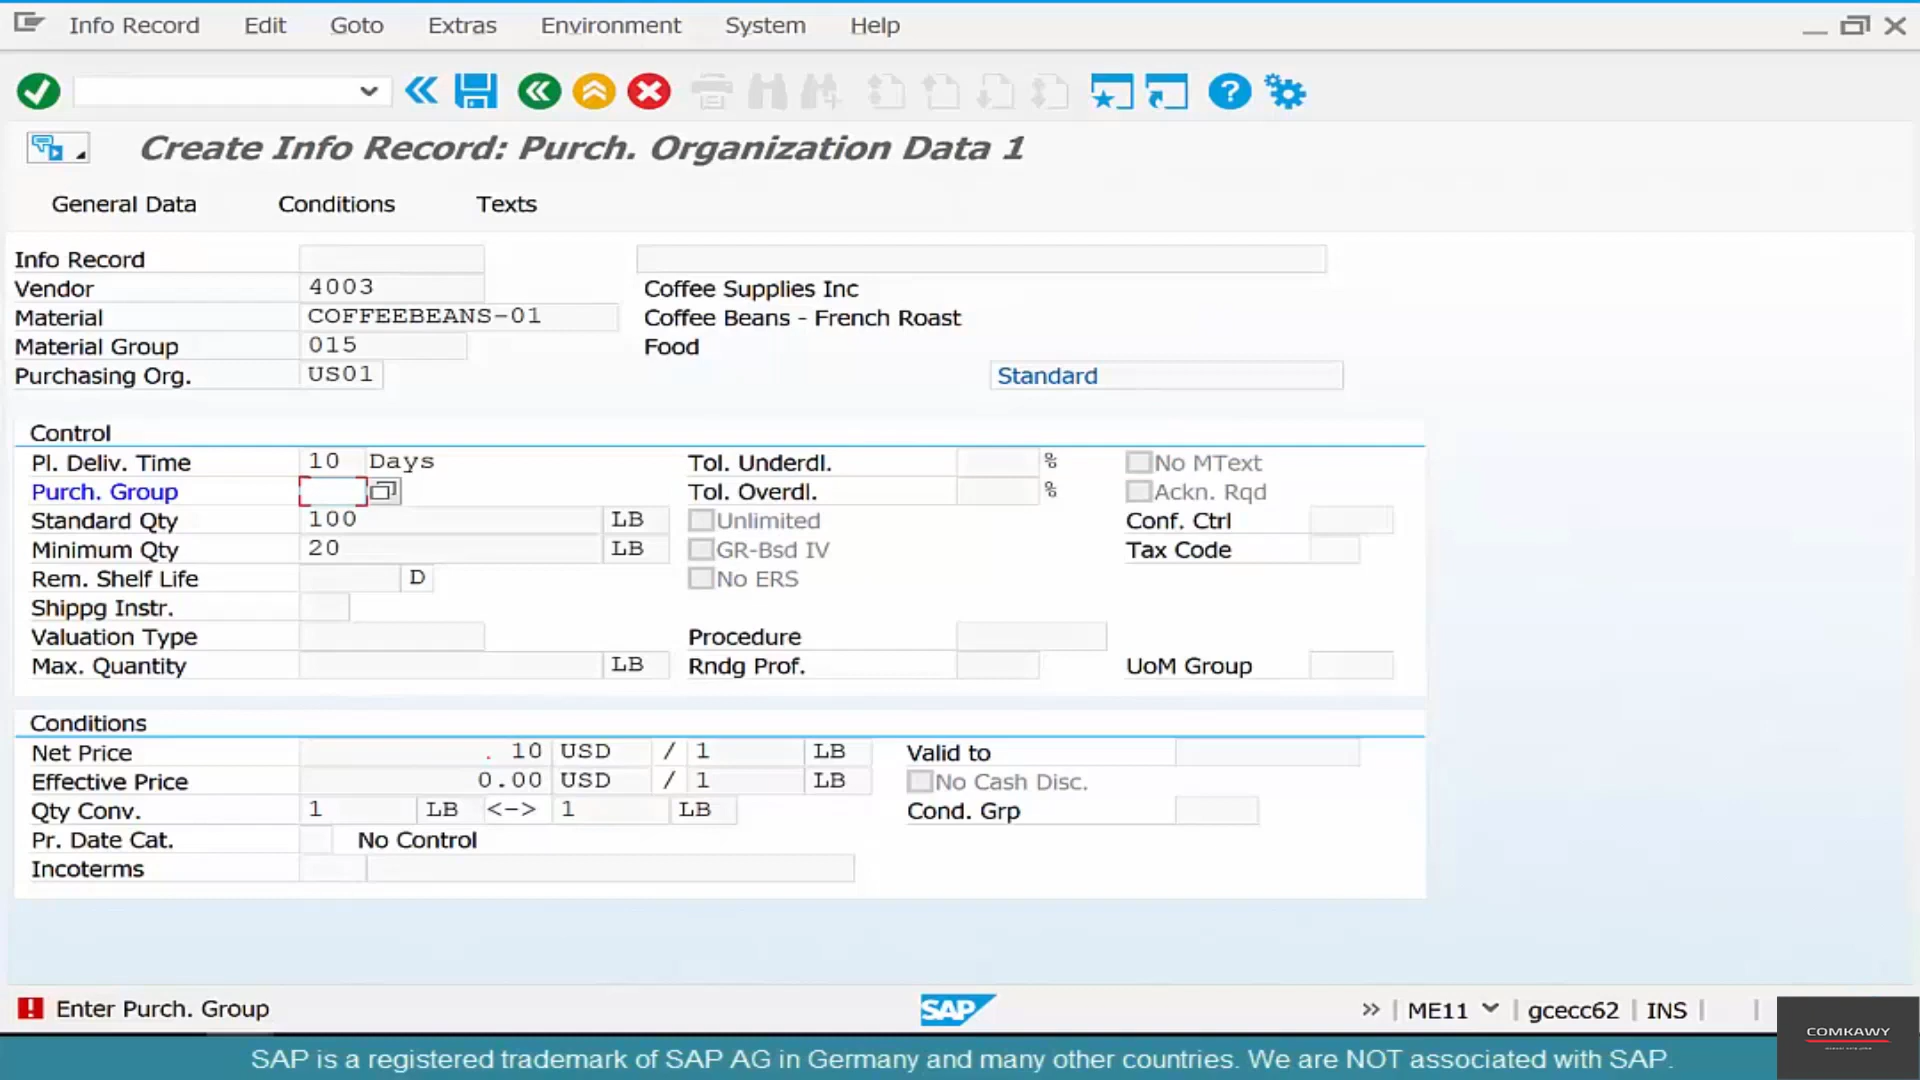 Info Record Edit Goto Extras Environment System Help
Create Info Record: Purch. Organization Data 1
General Data Conditions Texts
Info Record
Vendor 4003 Coffee Supplies Inc
Material COFFEEBEANS-01 Coffee Beans - French Roast
Material Group 015 Food
Purchasing Org. US01 Standard
Control
Pl. Deliv. Time 10 Days Tol. Underdl. % No MText
Purch. Group Tol. Overdl. % Ackn. Rqd
Standard Qty 100 LB Unlimited Conf. Ctrl
Minimum Qty 20 LB GR-Bsd IV Tax Code
Rem. Shelf Life D No ERS
Shippg Instr.
Valuation Type Procedure
Max. Quantity LB Rndg Prof. UoM Group
Conditions
Net Price .10 USD / 1 LB Valid to
Effective Price 0.00 USD / 1 LB No Cash Disc.
Qty Conv. 1 LB <-> 1 LB Cond. Grp
Pr. Date Cat. No Control
Incoterms
Enter Purch. Group SAP ME11 gcecc62 INS
COMKAWY
SAP is a registered trademark of SAP AG in Germany and many other countries. We are NOT associated with SAP.